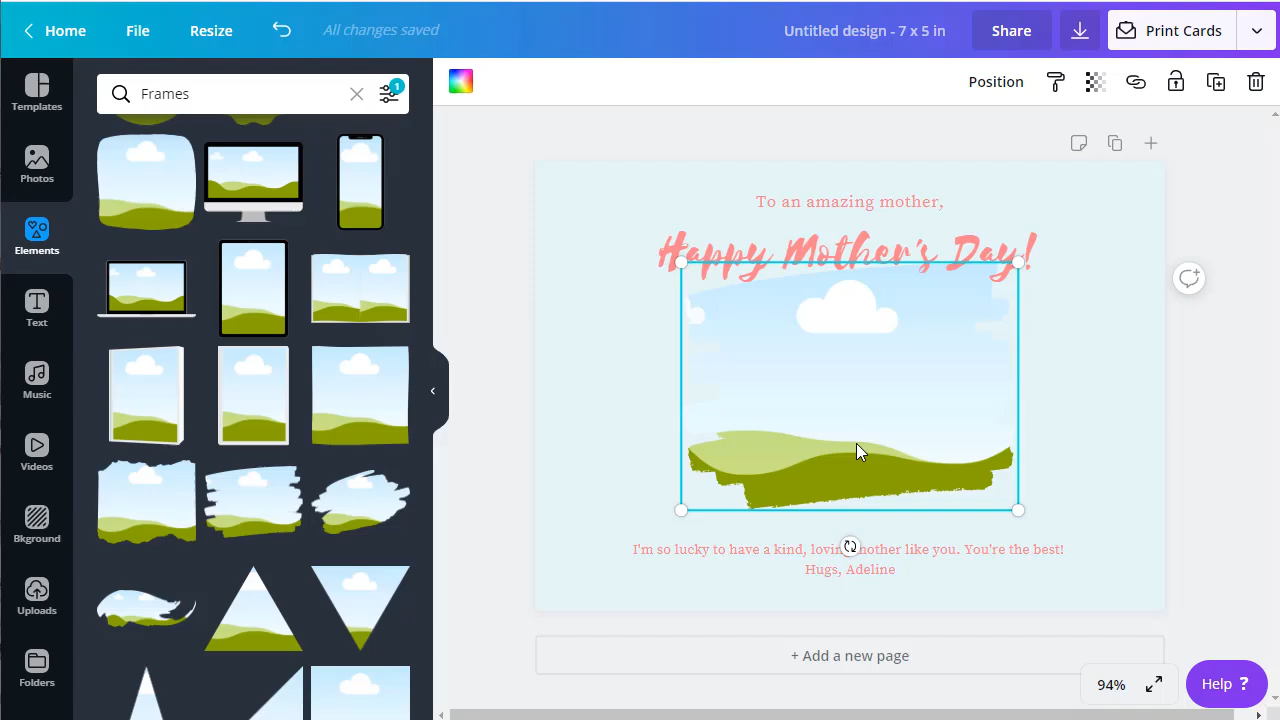 Home File Resize All changes saved Untitled design - 7 x 5 in Share Print Cards
Templates
Photos
Elements
Text
Music
Videos
Bkground
Uploads
Folders
Frames
1
Position
To an amazing mother,
Happy Mother's Day!
I'm so lucky to have a kind, loving mother like you. You're the best!
Hugs, Adeline
+ Add a new page
94%
Help ?